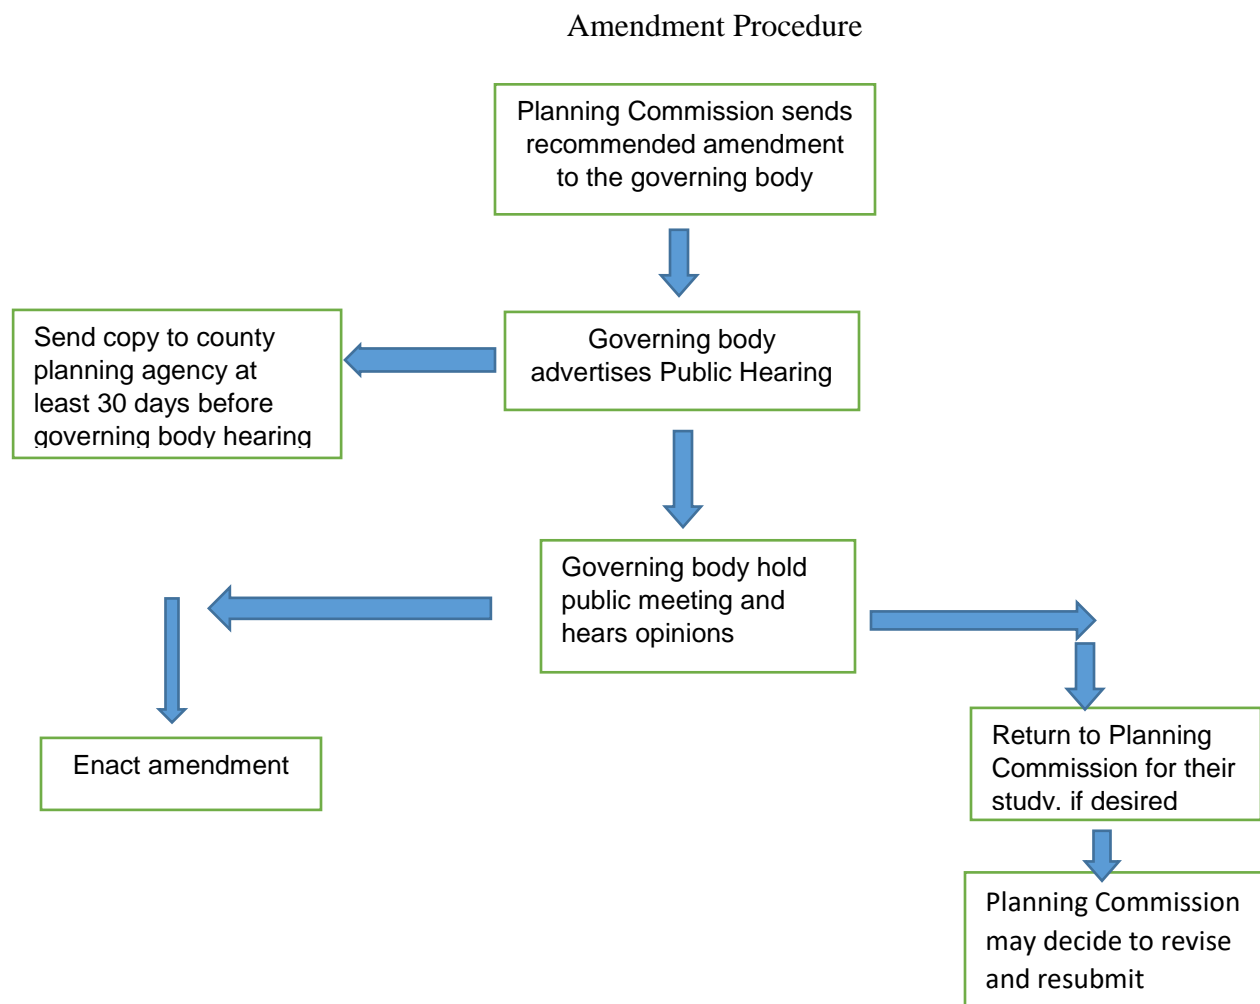 Amendment Procedure
Planning Commission sends
recommended amendment
to the governing body
Send copy to county
planning agency at
least 30 days before
governing body hearing
Governing body
advertises Public Hearing
Governing body hold
public meeting and
hears opinions
Enact amendment
Return to Planning
Commission for their
study, if desired
Planning Commission
may decide to revise
and resubmit